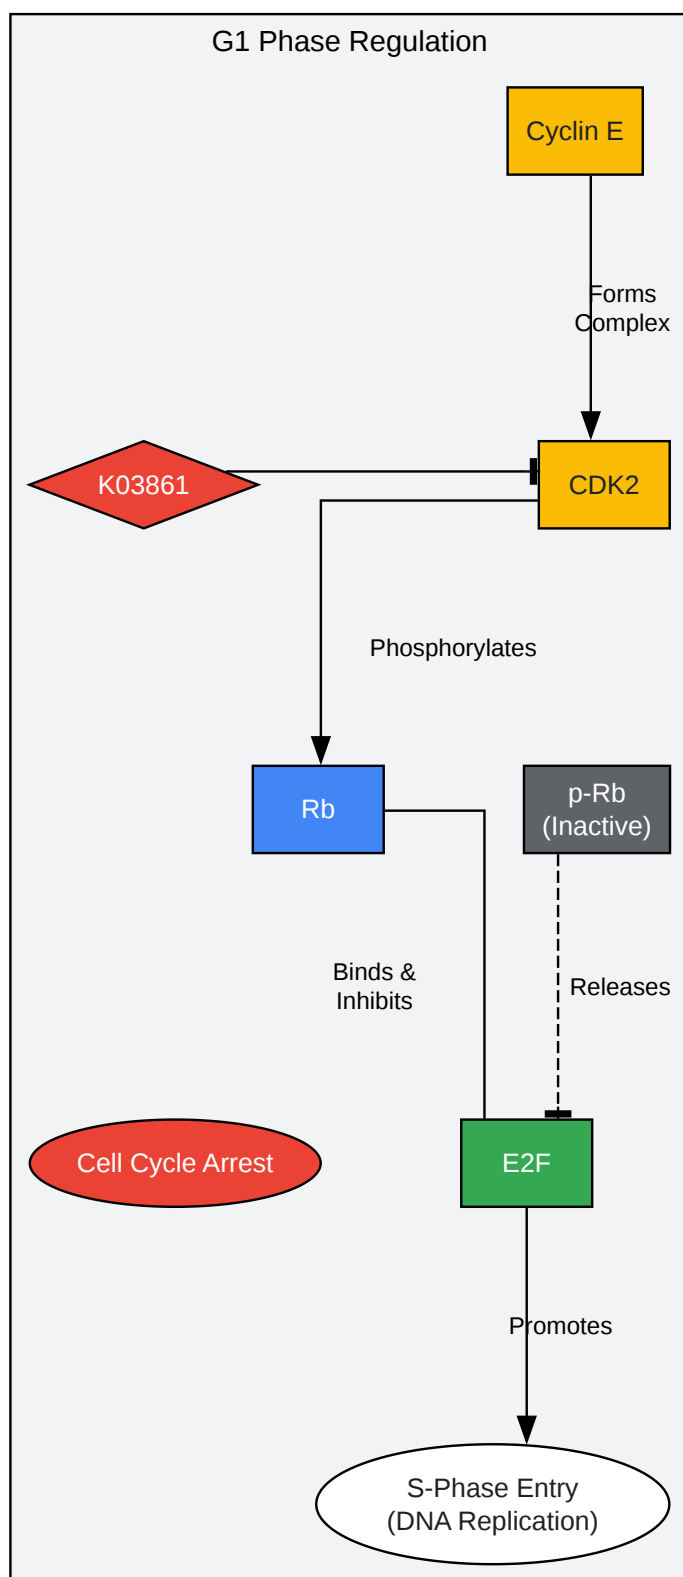 G1 Phase Regulation
Cyclin E
Forms
Complex
K03861
CDK2
Phosphorylates
Rb
p-Rb
(Inactive)
Binds &
Inhibits
Releases
Cell Cycle Arrest
E2F
Promotes
S-Phase Entry
(DNA Replication)